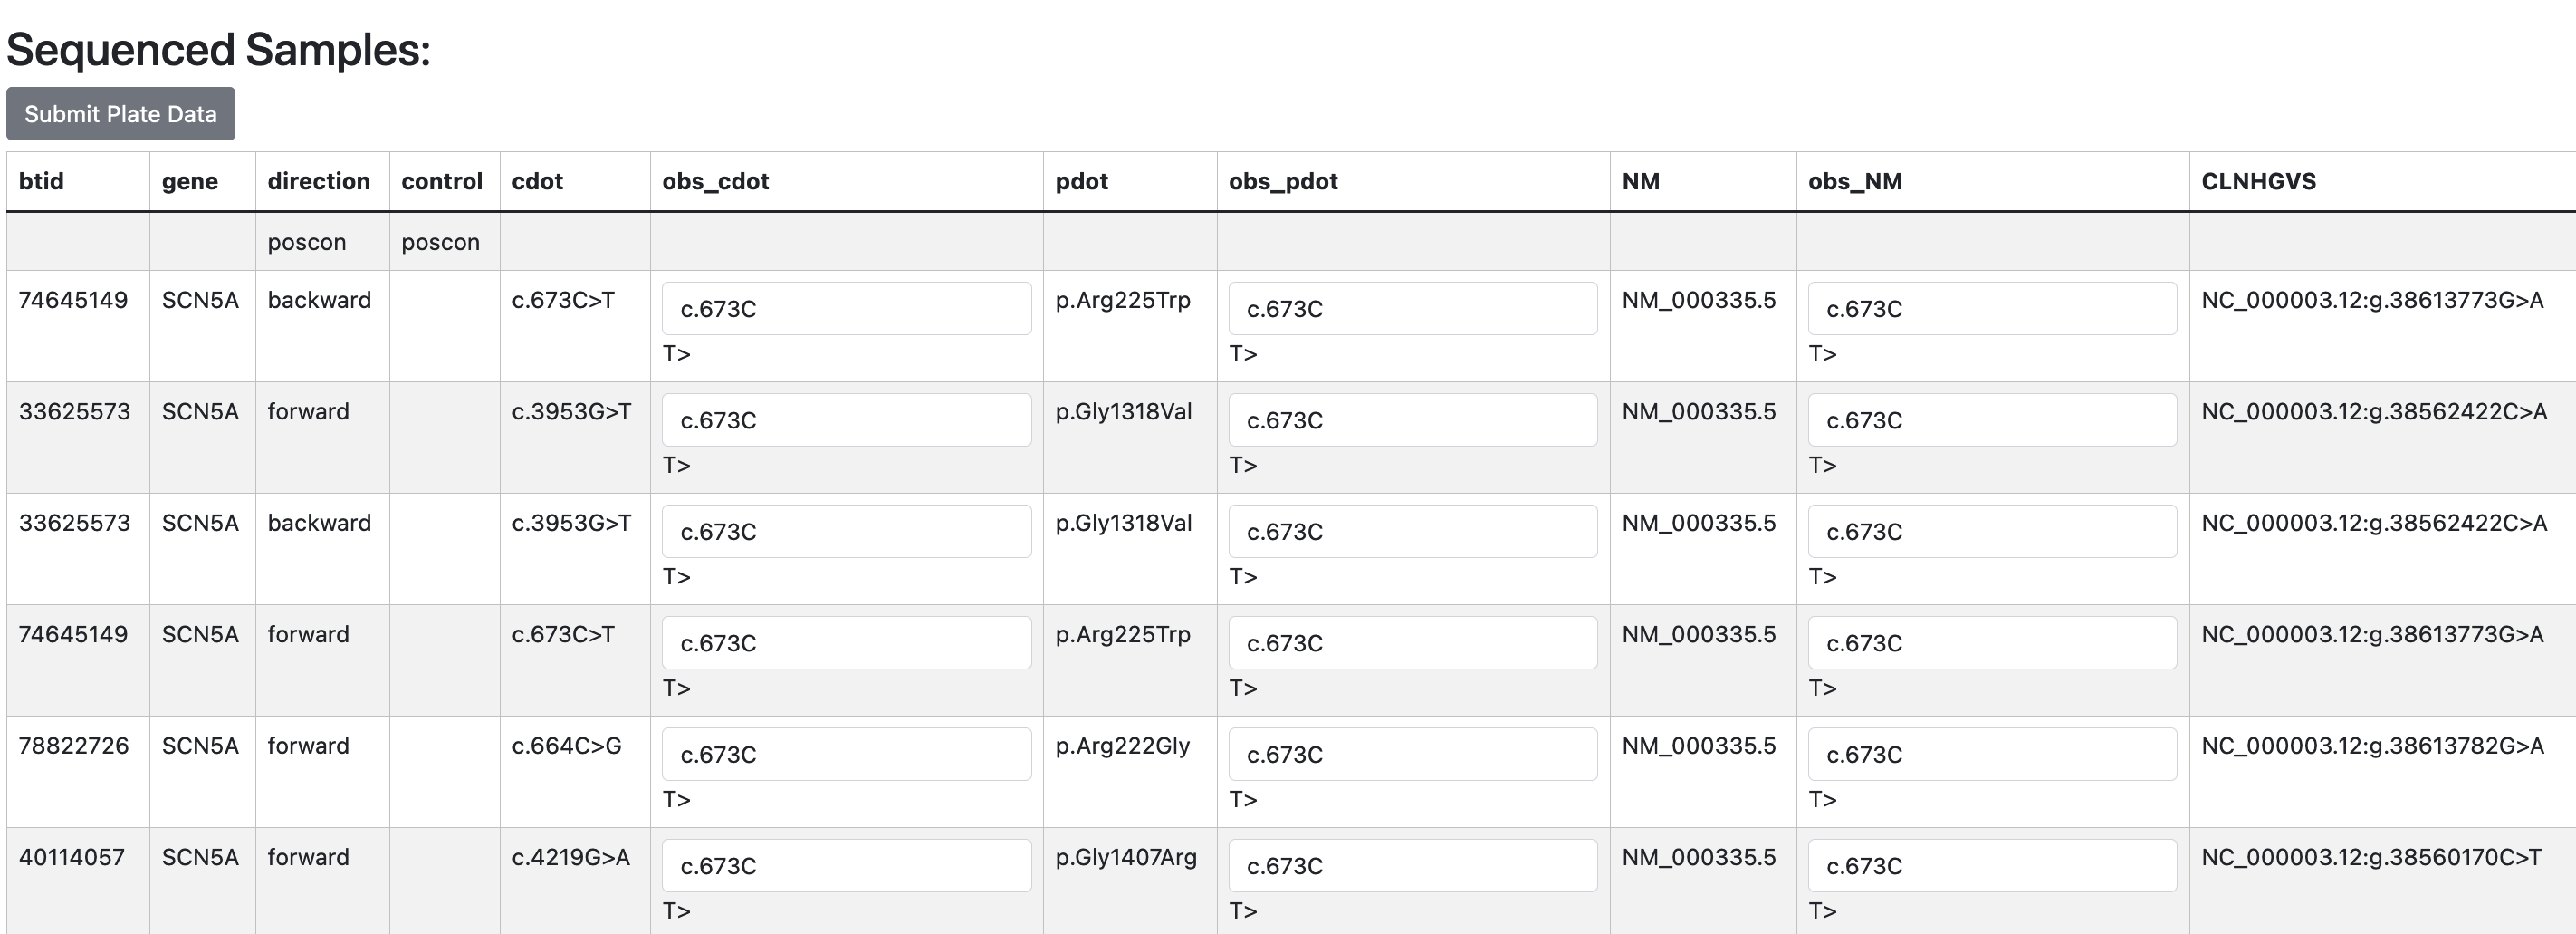 Sequenced Samples:
Submit Plate Data
btid gene direction control cdot obs_cdot pdot obs_pdot NM obs_NM CLNHGVS
poscon poscon
74645149 SCN5A backward c.673C>T c.673C p.Arg225Trp c.673C NM_000335.5 c.673C NC_000003.12:g.38613773G>A
T> T> T>
33625573 SCN5A forward c.3953G>T c.673C p.Gly1318Val c.673C NM_000335.5 c.673C NC_000003.12:g.38562422C>A
T> T> T>
33625573 SCN5A backward c.3953G>T c.673C p.Gly1318Val c.673C NM_000335.5 c.673C NC_000003.12:g.38562422C>A
T> T> T>
74645149 SCN5A forward c.673C>T c.673C p.Arg225Trp c.673C NM_000335.5 c.673C NC_000003.12:g.38613773G>A
T> T> T>
78822726 SCN5A forward c.664C>G c.673C p.Arg222Gly c.673C NM_000335.5 c.673C NC_000003.12:g.38613782G>A
T> T> T>
40114057 SCN5A forward c.4219G>A c.673C p.Gly1407Arg c.673C NM_000335.5 c.673C NC_000003.12:g.38560170C>T
T> T> T>